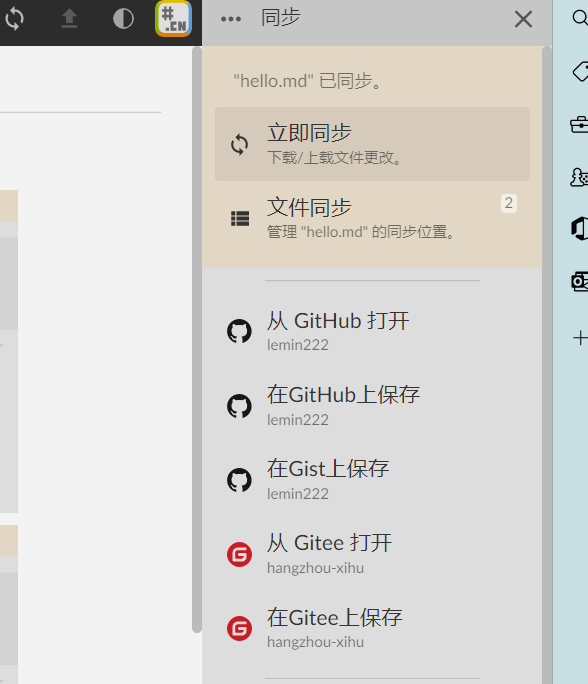 #
.CN
同步
"hello.md" 已同步。
立即同步
下载/上载文件更改。
文件同步
2
管理 "hello.md" 的同步位置。
从 GitHub 打开
lemin222
在GitHub上保存
lemin222
在Gist上保存
lemin222
从 Gitee 打开
hangzhou-xihu
在Gitee上保存
hangzhou-xihu